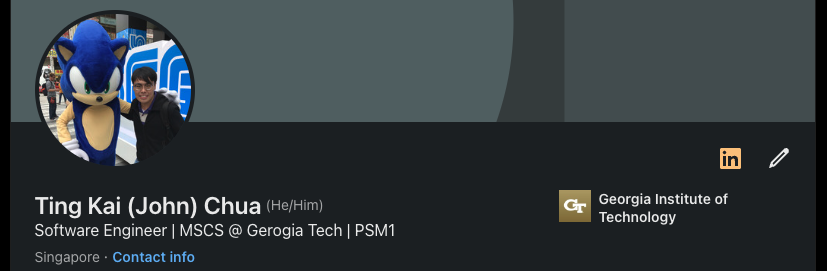 in
Ting Kai (John) Chua (He/Him)
Software Engineer | MSCS @ Gerogia Tech | PSM1
Singapore · Contact info
GT
Georgia Institute of
Technology